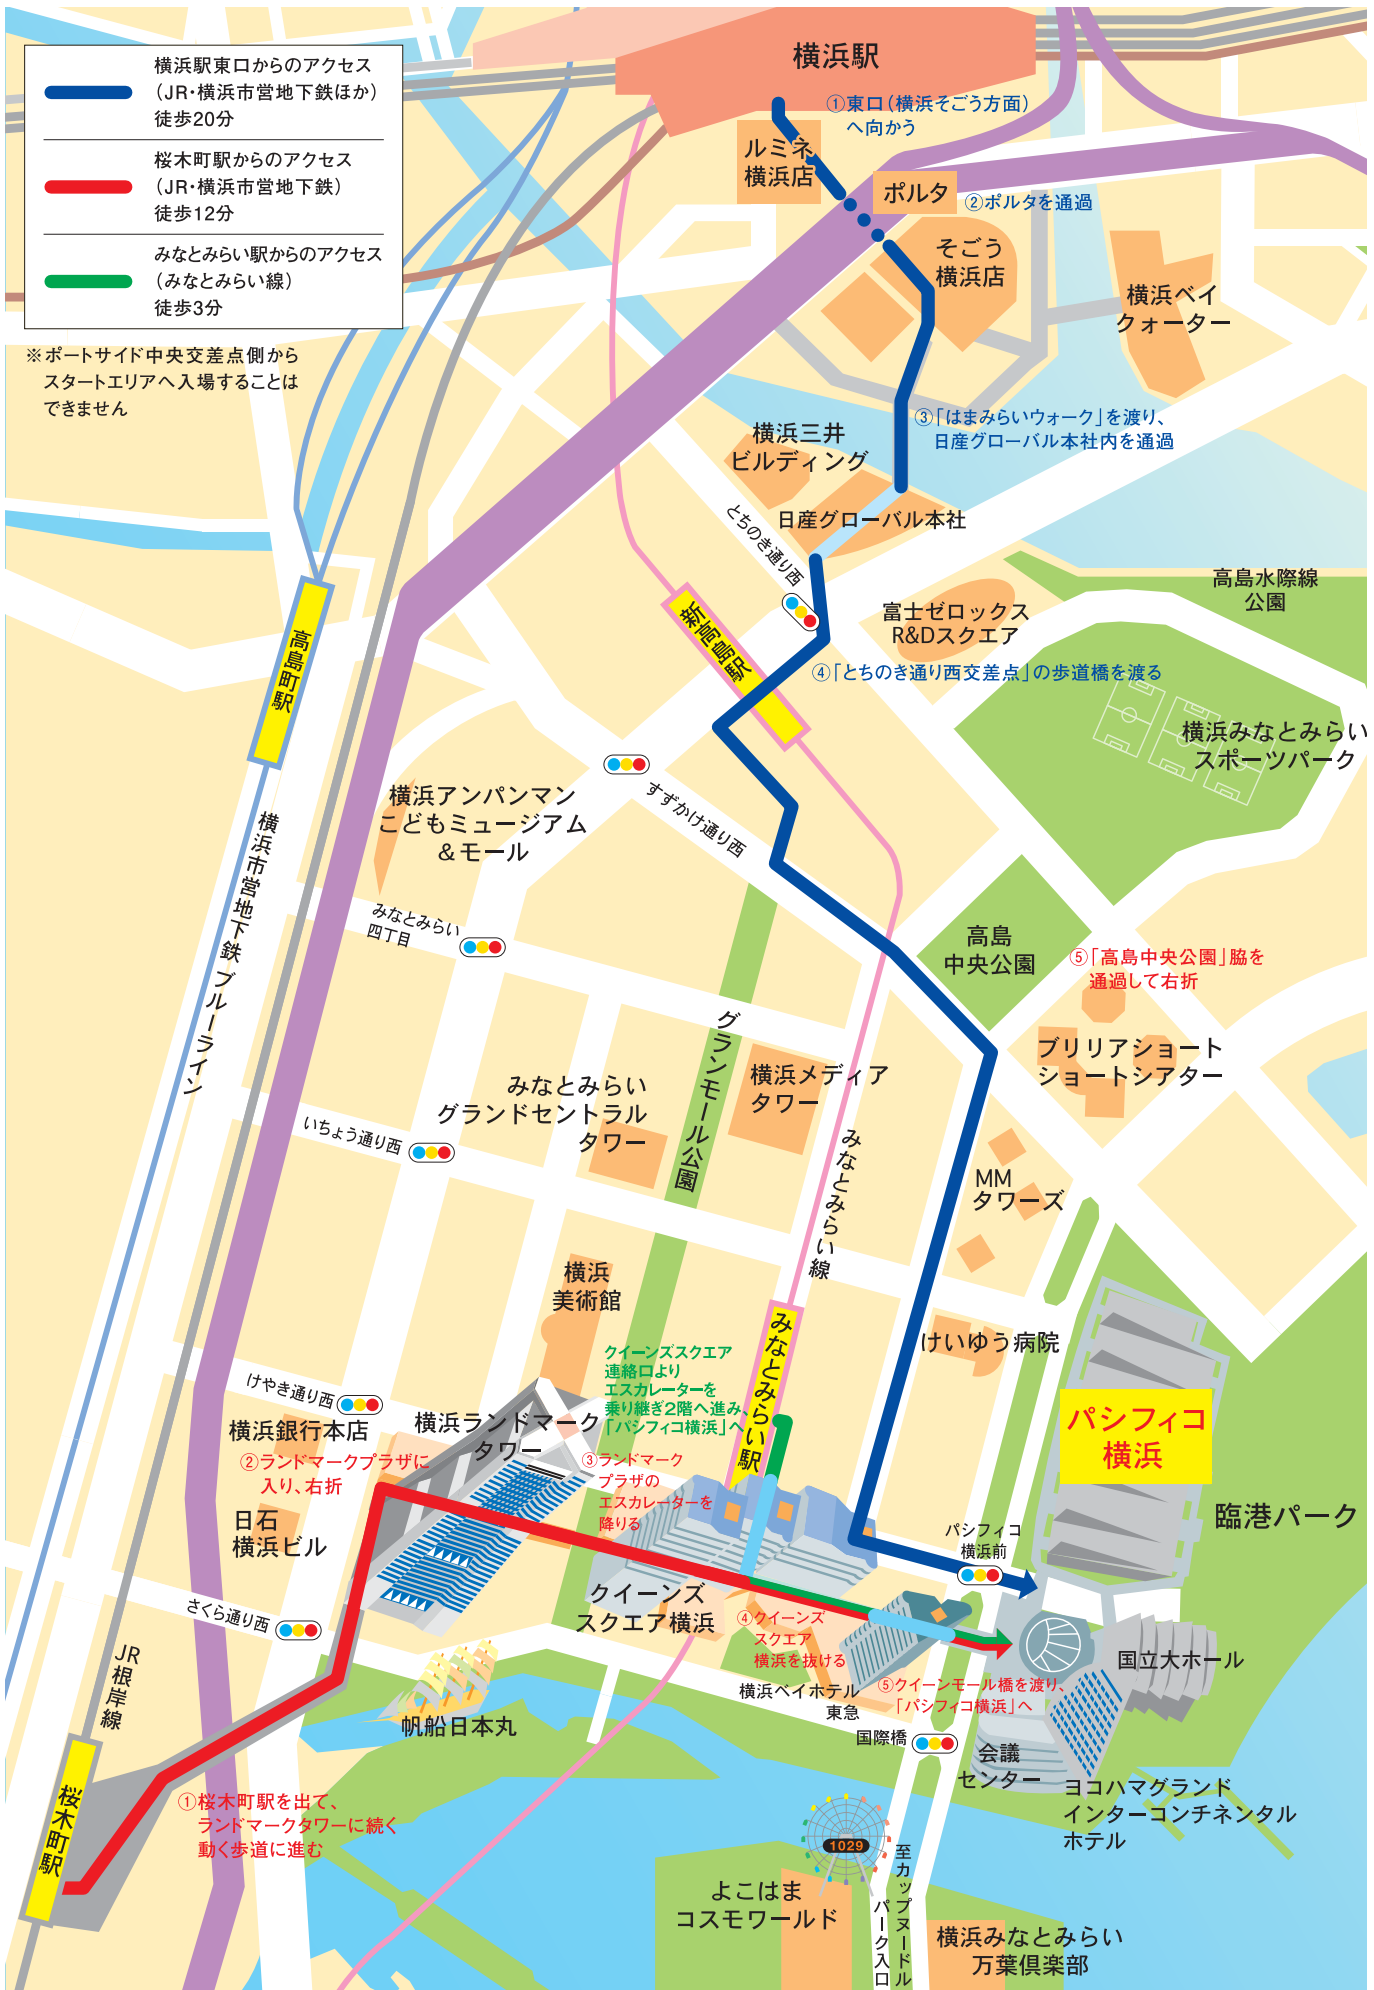 横浜駅東口からのアクセス
（JR・横浜市営地下鉄ほか）
徒歩20分
桜木町駅からのアクセス
（JR・横浜市営地下鉄）
徒歩12分
みなとみらい駅からのアクセス
（みなとみらい線）
徒歩3分
※ポートサイド中央交差点側から
スタートエリアへ入場することは
できません
横浜駅
①東口（横浜そごう方面）
へ向かう
ルミネ
横浜店
ポルタ
②ポルタを通過
そごう
横浜店
横浜ベイ
クォーター
③「はまみらいウォーク」を渡り、
日産グローバル本社内を通過
横浜三井
ビルディング
日産グローバル本社
とちのき通り西
高島水際線
公園
富士ゼロックス
R&Dスクエア
新高島駅
高島町駅
④「とちのき通り西交差点」の歩道橋を渡る
横浜みなとみらい
スポーツパーク
横浜アンパンマン
こどもミュージアム
＆モール
すずかけ通り西
横浜市営地下鉄 ブルーライン
みなとみらい
四丁目
高島
中央公園
⑤「高島中央公園」脇を
通過して右折
グランモール公園
ブリリアショート
ショートシアター
横浜メディア
タワー
みなとみらい
グランドセントラル
タワー
いちょう通り西
みなとみらい線
MM
タワーズ
横浜
美術館
けいゆう病院
みなとみらい駅
クイーンズスクエア
連絡口より
エスカレーターを
乗り継ぎ2階へ進み、
「パシフィコ横浜」へ
けやき通り西
横浜銀行本店
横浜ランドマーク
タワー
パシフィコ
横浜
②ランドマークプラザに
入り、右折
③ランドマーク
プラザの
エスカレーターを
降りる
日石
横浜ビル
臨港パーク
パシフィコ
横浜前
クイーンズ
スクエア横浜
さくら通り西
④クイーンズ
スクエア
横浜を抜ける
JR根岸線
国立大ホール
⑤クイーンモール橋を渡り、
「パシフィコ横浜」へ
横浜ベイホテル
東急
帆船日本丸
国際橋
会議
センター
ヨコハマグランド
インターコンチネンタル
ホテル
桜木町駅
①桜木町駅を出て、
ランドマークタワーに続く
動く歩道に進む
1029
よこはま
コスモワールド
至カップヌードル
パーク入口
横浜みなとみらい
万葉倶楽部